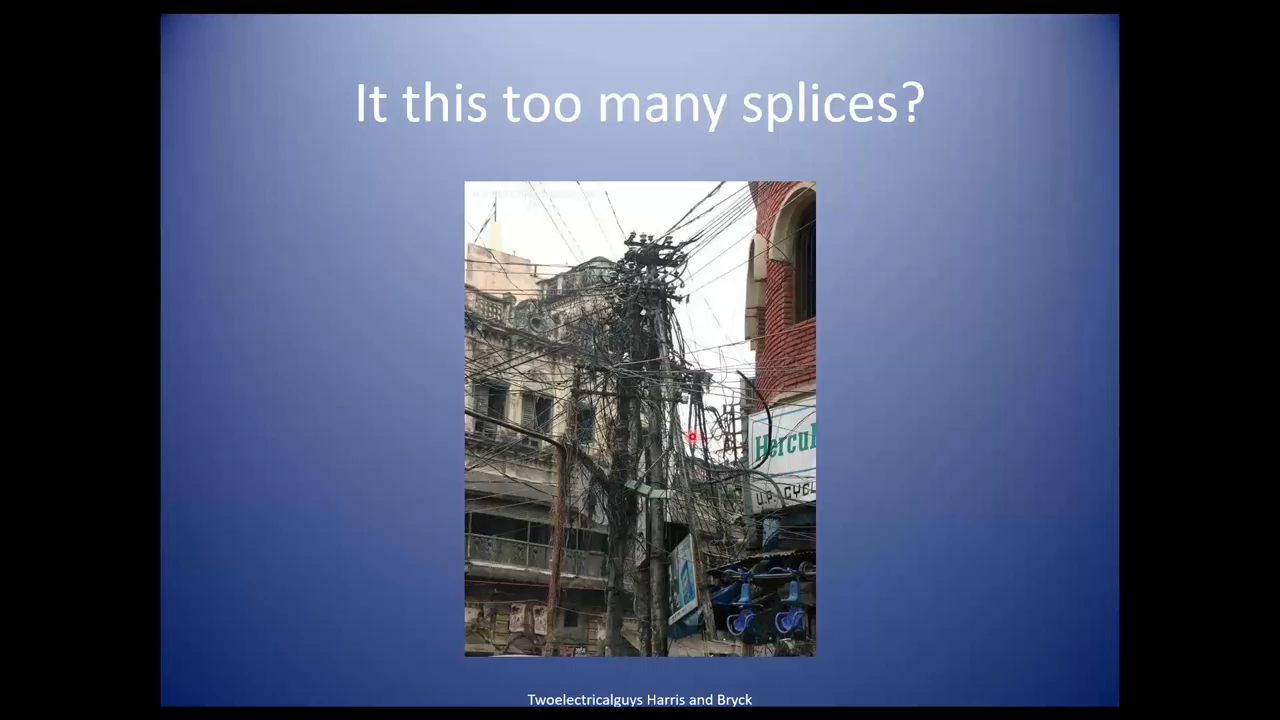 It this too many splices?
Hercul
U.P. CYCL
Twoelectricalguys Harris and Bryck